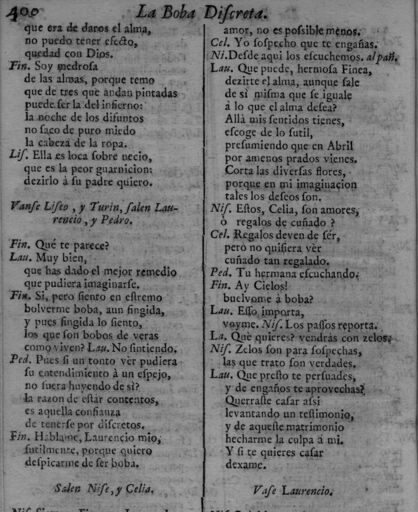 400 La Boba Discreta.
que era de daros el alma,
no puedo tener efecto,
quedad con Dios.
Fin. Soy medrosa
de las almas, porque temo
que de tres que andan pintadas
puede ser la del infierno:
la noche de los difuntos
no saco de puro miedo
la cabeza de la ropa.
Lis. Ella es loca sobre necio,
que es la peor guarnicion:
dezirlo à su padre quiero.
Vanse Liseo, y Turin, salen Lau-
rencio, y Pedro.
Fin. Què te parece?
Lau. Muy bien,
que has dado el mejor remedio
que pudiera imaginarse.
Fin. Si, pero siento en estremo
bolverme boba, aun fingida,
y pues fingida lo siento,
los que son bobos de veras
como viven? Lau. No sintiendo.
Ped. Pues si un tonto vèr pudiera
su entendimiento à un espejo,
no fuera huyendo de sì?
la razon de estàr contentos,
es aquella confianza
de tenerse por discretos.
Fin. Hablame, Laurencio mio,
sutilmente, porque quiero
despicarme de ser boba.
Salen Nise, y Celia.
amor, no es possible menos.
Cel. Yo sospecho que te engañas.
Ni. Desde aqui los escuchemos. al pañ.
Lau. Què puede, hermosa Finea,
dezirte el alma, aunque sale
de sì misma que se iguale
à lo que el alma desea?
Allà mis sentidos tienes,
escoge de lo sutil,
presumiendo que en Abril
por amenos prados vienes.
Corta las diversas flores,
porque en mi imaginacion
tales los deseos son.
Nis. Estos, Celia, son amores,
ò regalos de cuñado?
Cel. Regalos deven de ser,
pero no quisiera vèr
cuñado tan regalado.
Ped. Tu hermana escuchando.
Fin. Ay Cielos!
buelvome à boba?
Lau. Esso importa,
voyme. Nis. Los passos reporta.
La. Què quieres? vendràs con zelos.
Nis. Zelos son para sospechas,
las que trato son verdades.
Lau. Què presto te persuades,
y de engaños te aprovechas?
Querraste casar assi
levantando un testimonio,
y de aqueste matrimonio
hecharme la culpa à mi.
Y si te quieres casar
dexame.
Vase Laurencio.